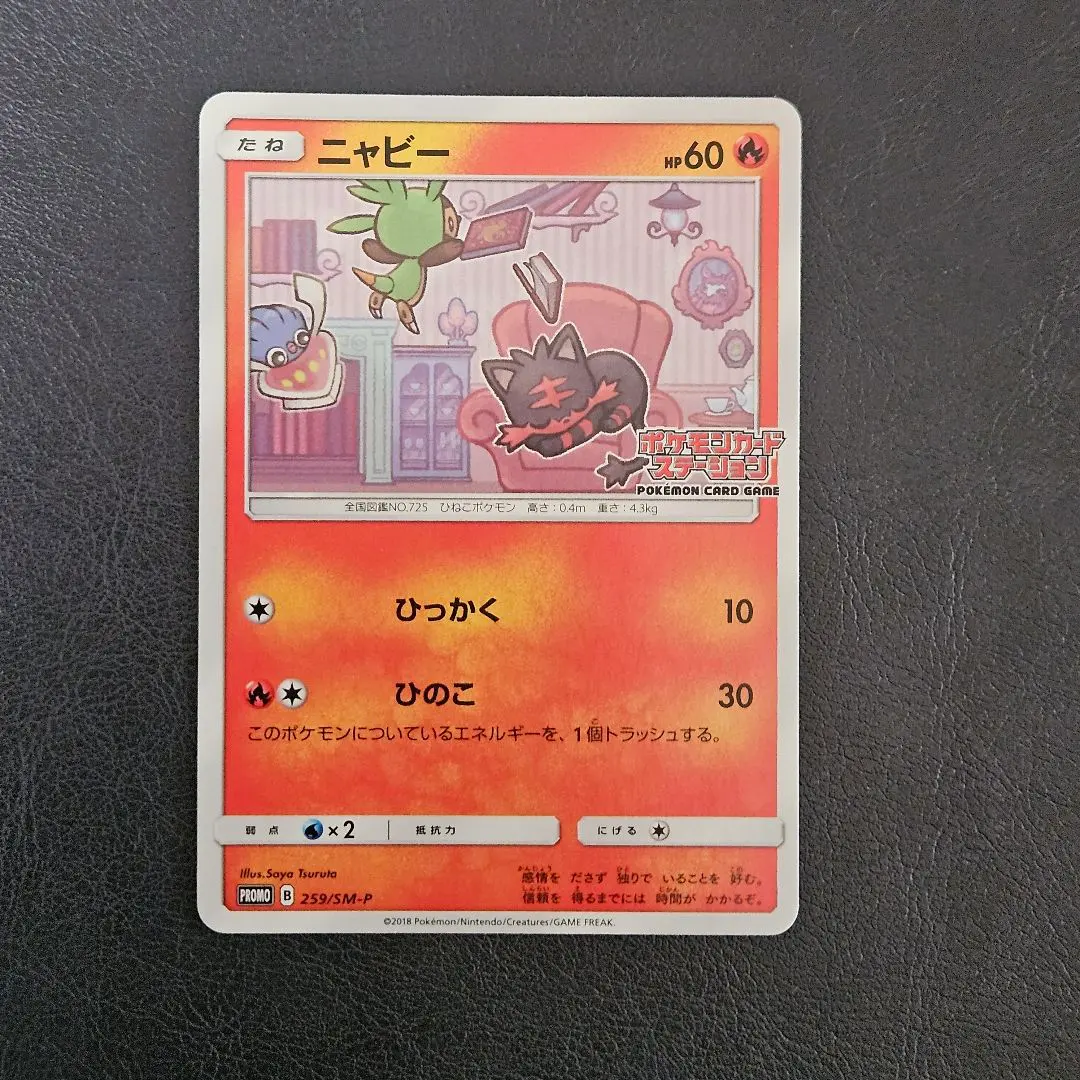 たね ニャビー HP60
ポケモンカード
ステーション
POKÉMON CARD GAME
全国図鑑NO.725 ひねこポケモン 高さ：0.4m 重さ：4.3kg
ひっかく 10
ひのこ 30
このポケモンについているエネルギーを、1個トラッシュする。
弱点 ×2 抵抗力 にげる
Illus.Saya Tsuruta
感情を ださず 独りで いることを 好む。
PROMO B 259/SM-P
信頼を 得るまでには 時間が かかるぞ。
©2018 Pokémon/Nintendo/Creatures/GAME FREAK.